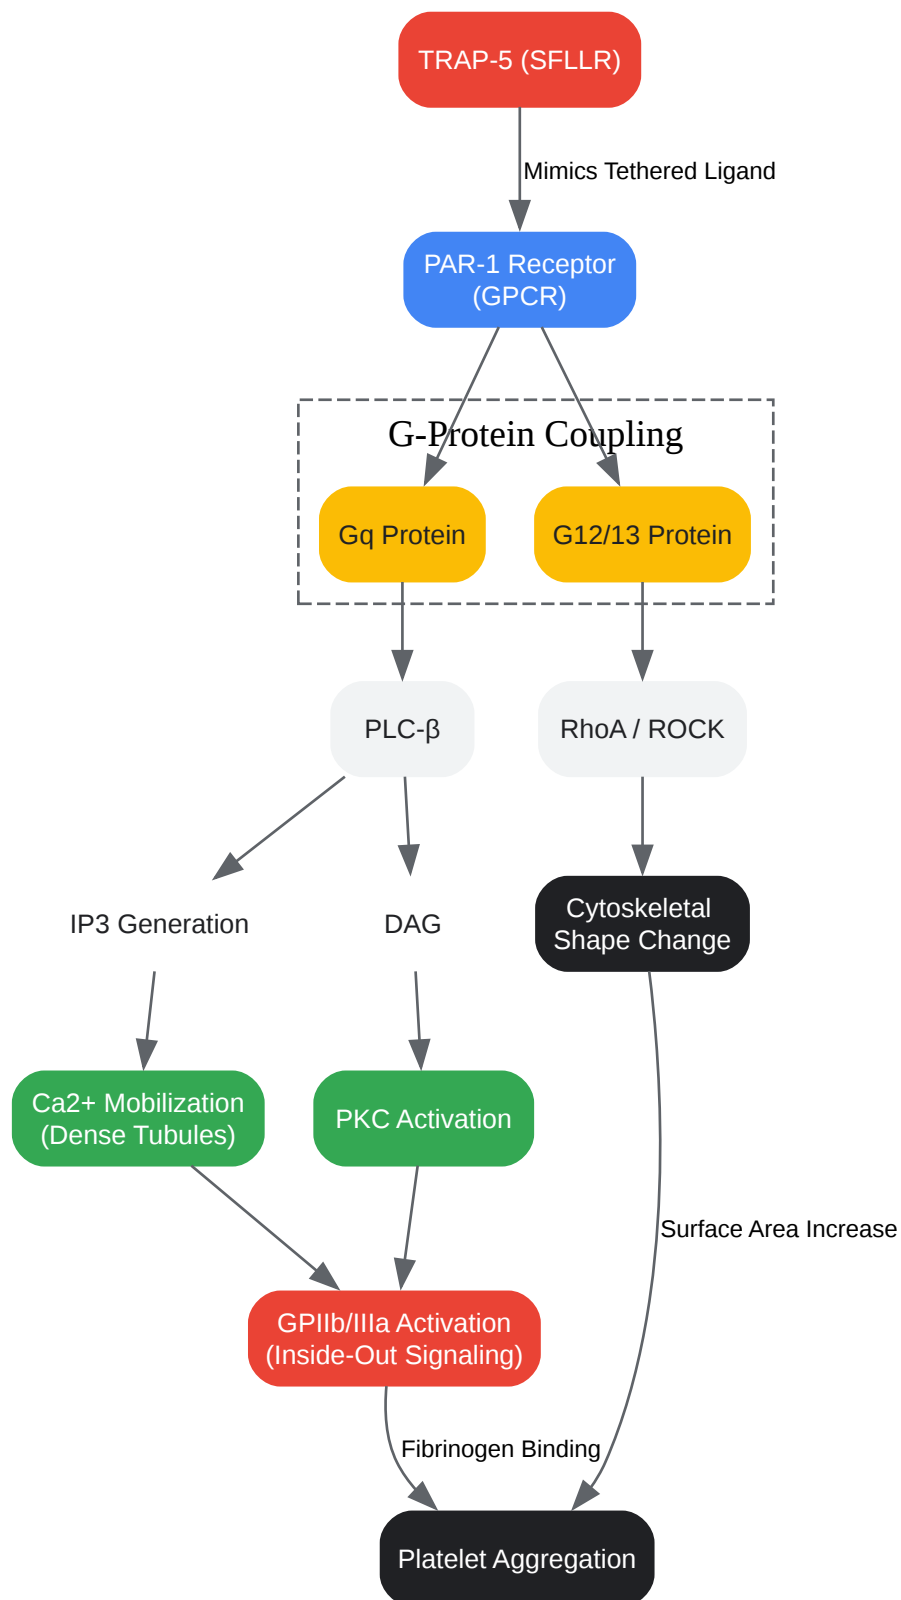 TRAP-5 (SFLLR)
Mimics Tethered Ligand
PAR-1 Receptor
(GPCR)
G-Protein Coupling
Gq Protein
G12/13 Protein
PLC-β
RhoA / ROCK
IP3 Generation
DAG
Cytoskeletal
Shape Change
Ca2+ Mobilization
(Dense Tubules)
PKC Activation
Surface Area Increase
GPIIb/IIIa Activation
(Inside-Out Signaling)
Fibrinogen Binding
Platelet Aggregation